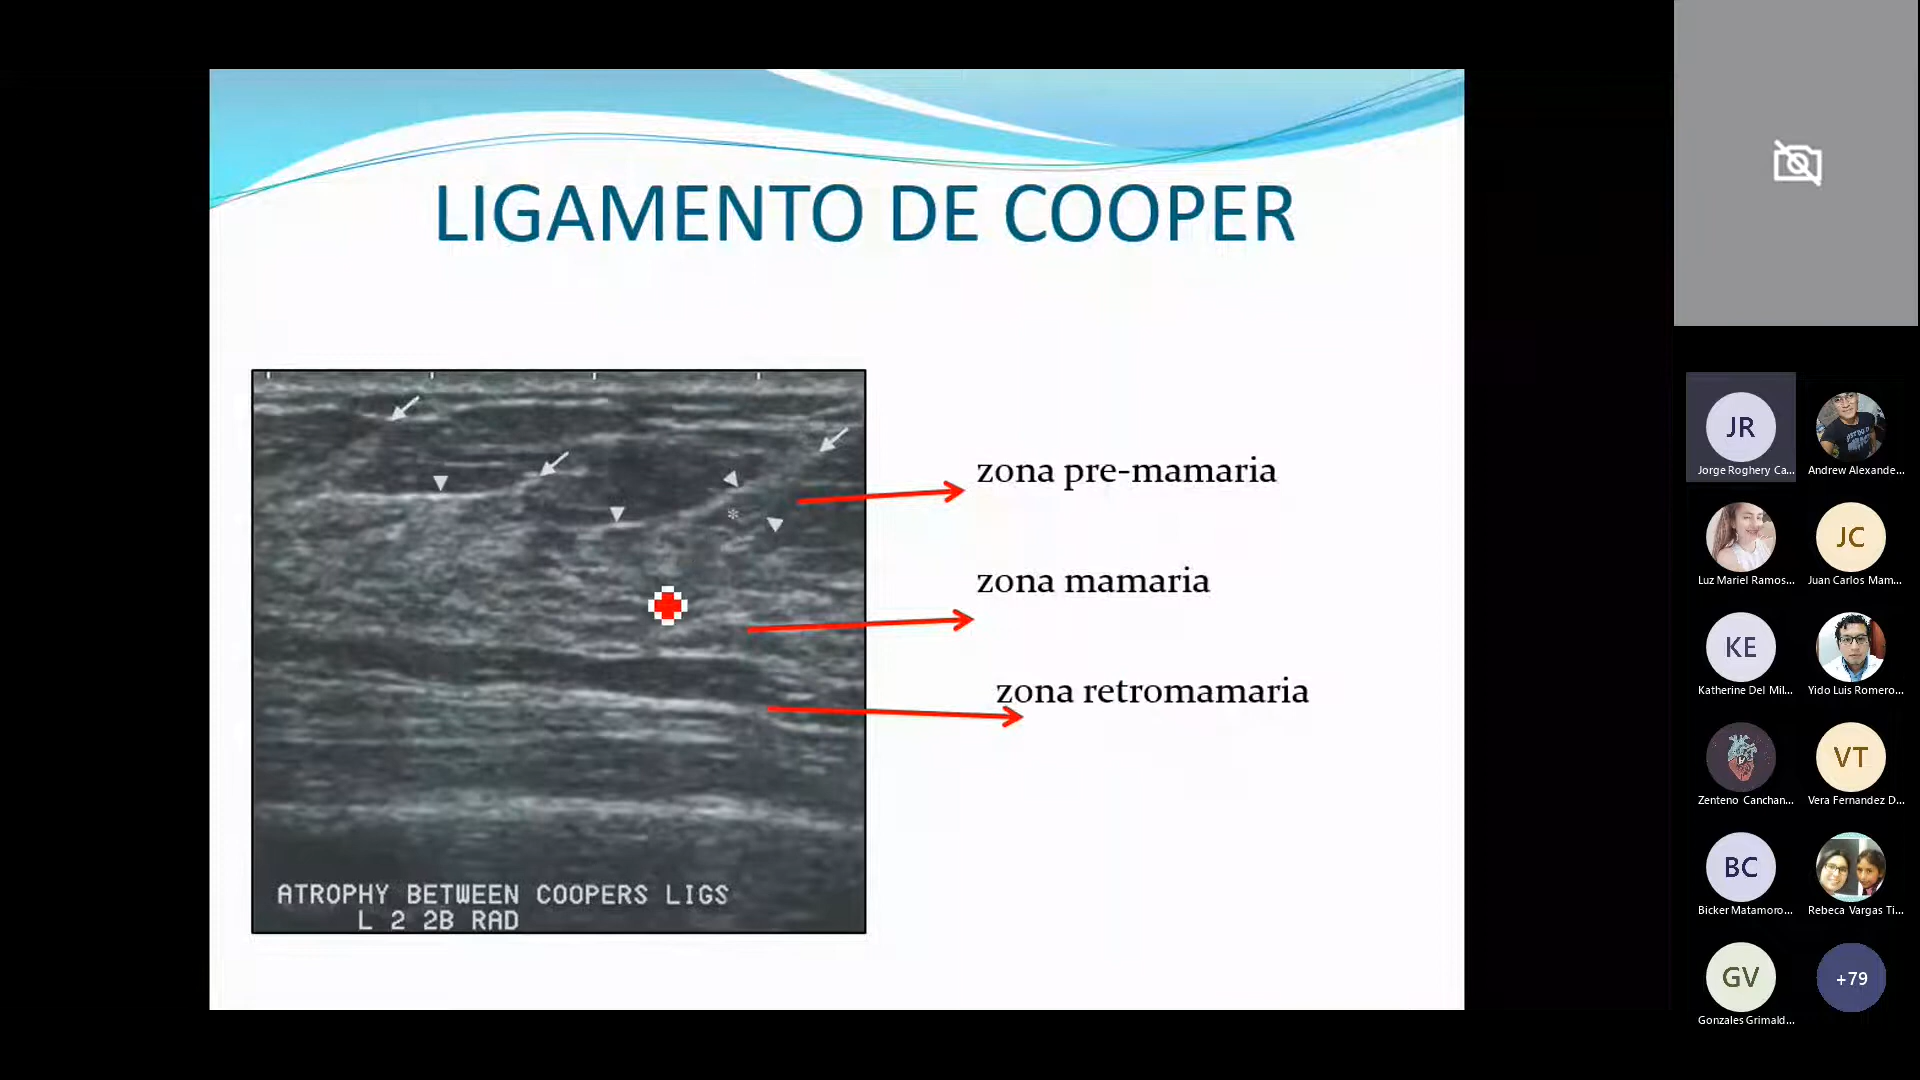 LIGAMENTO DE COOPER
zona pre-mamaria
zona mamaria
zona retromamaria
*
ATROPHY BETWEEN COOPERS LIGS
L 2 2B RAD
JR
Jorge Roghery Ca...
Andrew Alexande...
Luz Mariel Ramos...
JC
Juan Carlos Mam...
KE
Katherine Del Mil...
Yido Luis Romero...
Zenteno Canchan...
VT
Vera Fernandez D...
BC
Bicker Matamoro...
Rebeca Vargas Ti...
GV
Gonzales Grimald...
+79